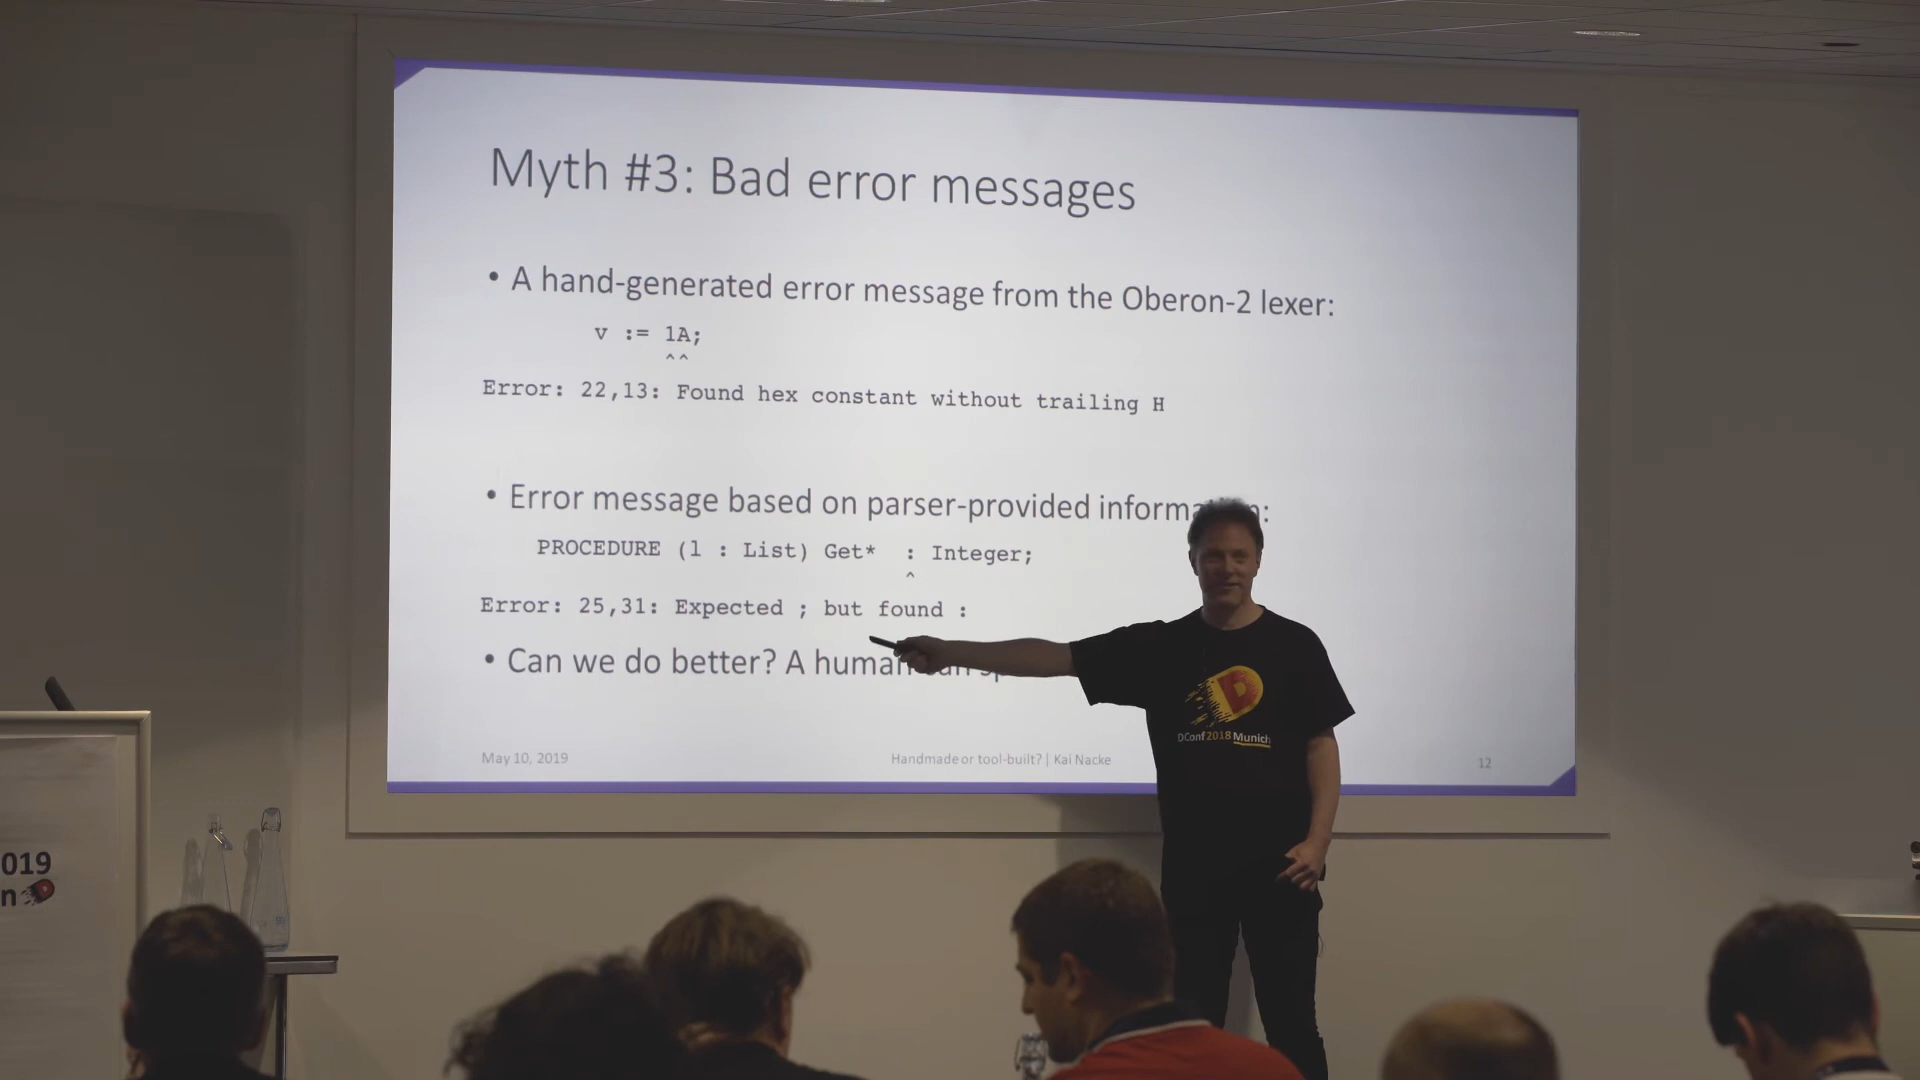 Myth #3: Bad error messages
• A hand-generated error message from the Oberon-2 lexer:
v := 1A;
^^
Error: 22,13: Found hex constant without trailing H
• Error message based on parser-provided :
PROCEDURE (l : List) Get* : Integer;
^
Error: 25,31: Expected ; but found :
• Can we do better? A human
May 10, 2019
Handmade or tool-built? | Kai Nacke
12
D
DConf 2018 Munich
019
n